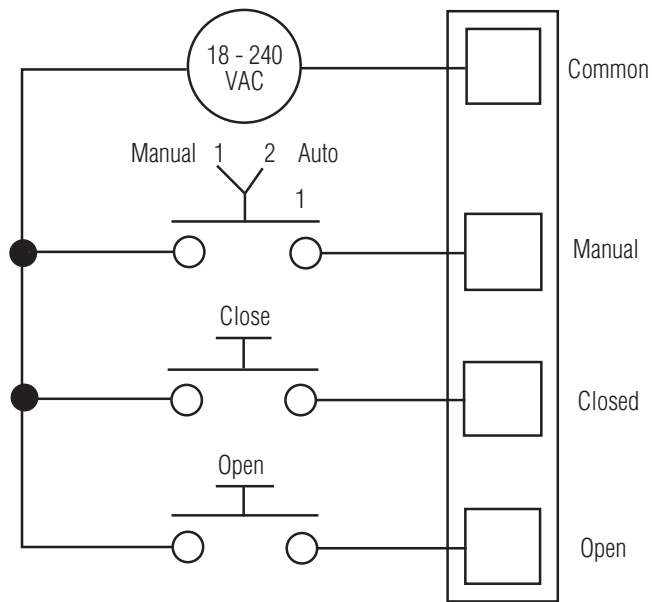 18 - 240
VAC
Common
Manual 1 2 Auto
1
Manual
Close
Closed
Open
Open